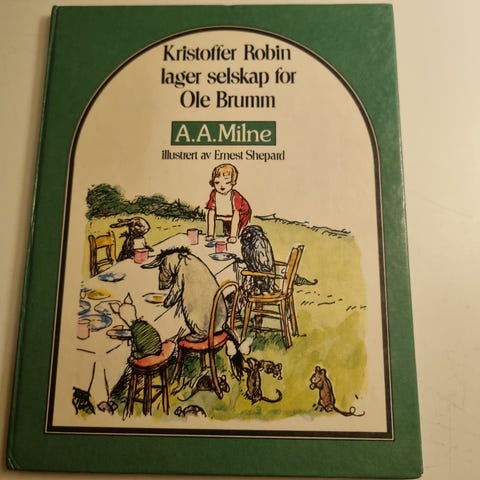 Kristoffer Robin
lager selskap for
Ole Brumm
A.A.Milne
illustrert av Ernest Shepard